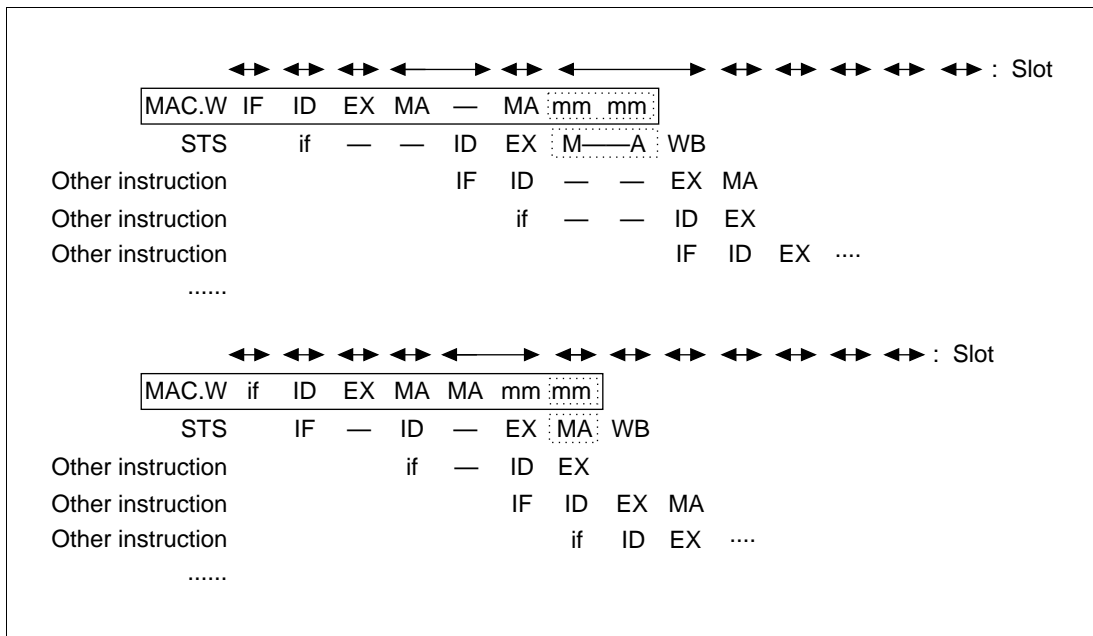 : Slot
MAC.W IF ID EX MA — MA mm mm
STS if — — ID EX M——A WB
Other instruction IF ID — — EX MA
Other instruction if — — ID EX
Other instruction IF ID EX ....
......
: Slot
MAC.W if ID EX MA MA mm mm
STS IF — ID — EX MA WB
Other instruction if — ID EX
Other instruction IF ID EX MA
Other instruction if ID EX ....
......